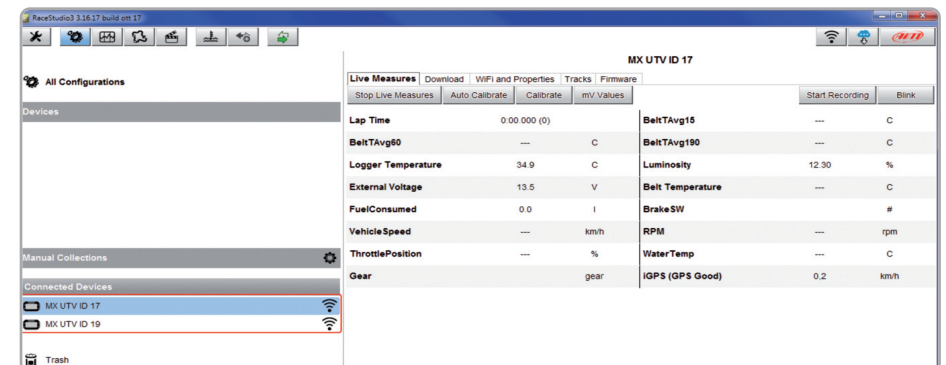 RaceStudio3 3.16.17 build ott 17
AiM
MX UTV ID 17
All Configurations
Live Measures Download WiFi and Properties Tracks Firmware
Stop Live Measures Auto Calibrate Calibrate mV Values Start Recording Blink
Devices
Lap Time 0:00.000 (0) BeltTAvg15 --- C
BeltTAvg60 --- C BeltTAvg190 --- C
Logger Temperature 34.9 C Luminosity 12.30 %
External Voltage 13.5 V Belt Temperature --- C
FuelConsumed 0.0 l BrakeSW #
VehicleSpeed --- km/h RPM --- rpm
Manual Collections
ThrottlePosition --- % WaterTemp --- C
Gear gear iGPS (GPS Good) 0,2 km/h
Connected Devices
MX UTV ID 17
MX UTV ID 19
Trash